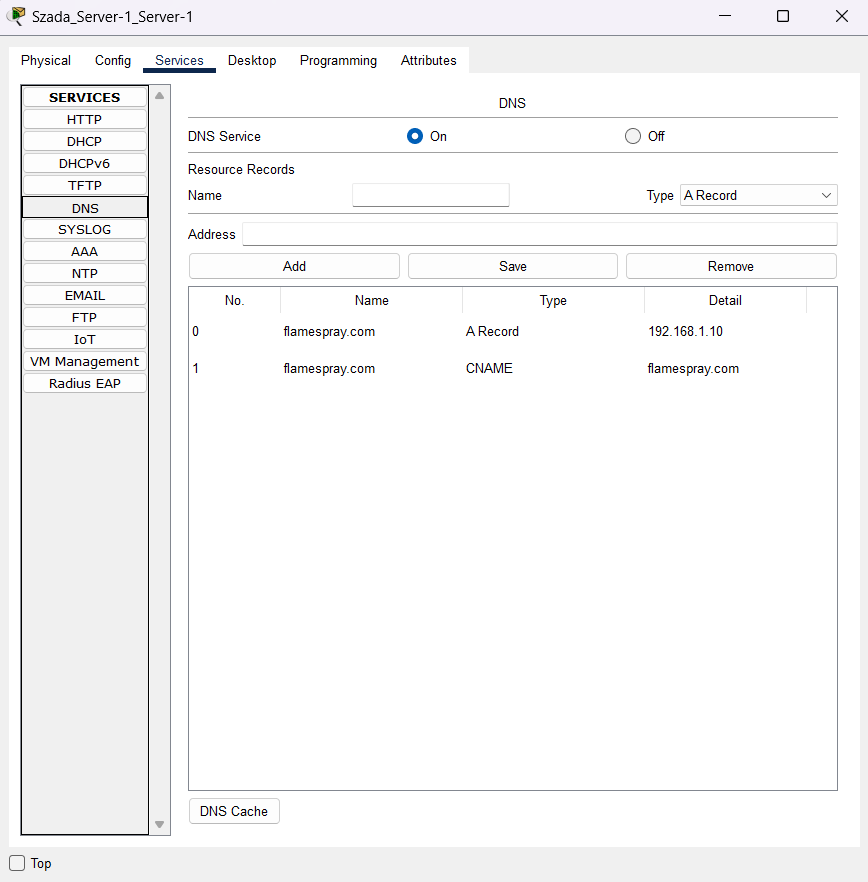 Szada_Server-1_Server-1
Physical Config Services Desktop Programming Attributes
SERVICES
HTTP
DHCP
DHCPv6
TFTP
DNS
SYSLOG
AAA
NTP
EMAIL
FTP
IoT
VM Management
Radius EAP
DNS
DNS Service On Off
Resource Records
Name Type A Record
Address
Add Save Remove
No. Name Type Detail
0 flamespray.com A Record 192.168.1.10
1 flamespray.com CNAME flamespray.com
DNS Cache
Top